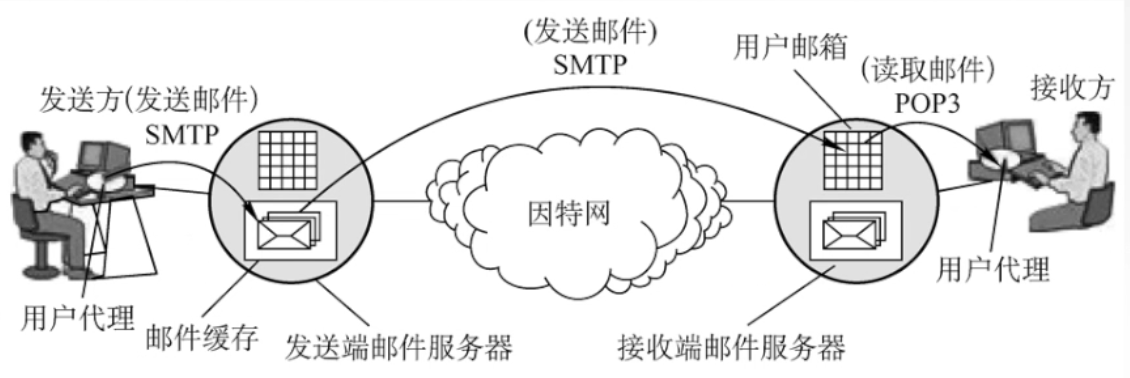 (发送邮件)
SMTP
用户邮箱
(读取邮件)
POP3
接收方
发送方(发送邮件)
SMTP
因特网
用户代理
邮件缓存
发送端邮件服务器
接收端邮件服务器
用户代理